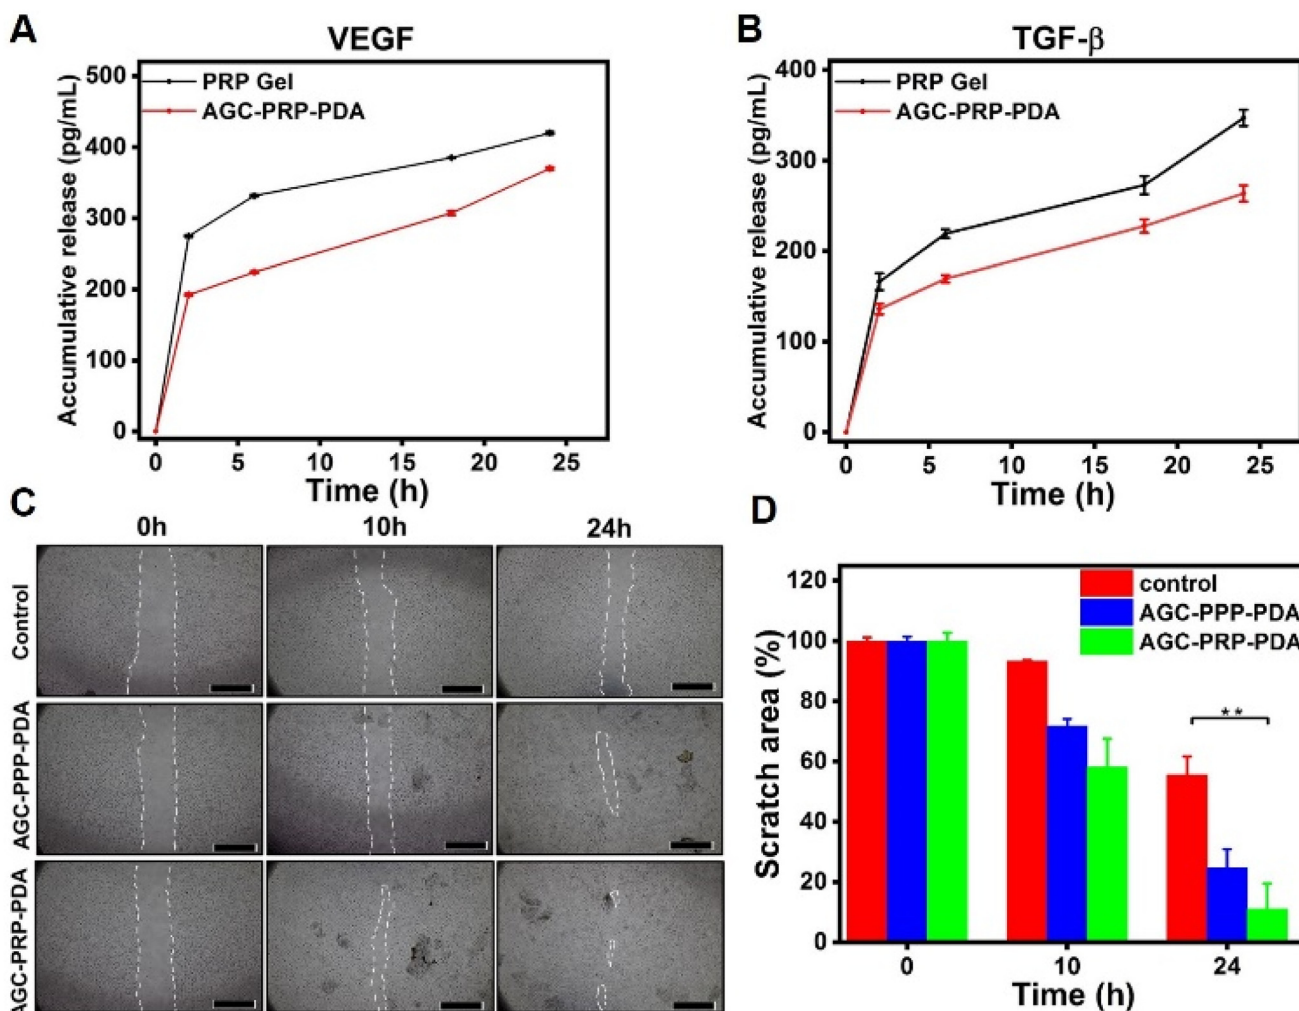 A
VEGF
Accumulative release (pg/mL)
500
400
300
200
100
0
PRP Gel
AGC-PRP-PDA
0 5 10 15 20 25
Time (h)
B
TGF-β
Accumulative release (pg/mL)
400
300
200
100
0
PRP Gel
AGC-PRP-PDA
0 5 10 15 20 25
Time (h)
C
0h 10h 24h
Control
AGC-PPP-PDA
AGC-PRP-PDA
D
Scratch area (%)
120
100
80
60
40
20
0
control
AGC-PPP-PDA
AGC-PRP-PDA
**
0 10 24
Time (h)